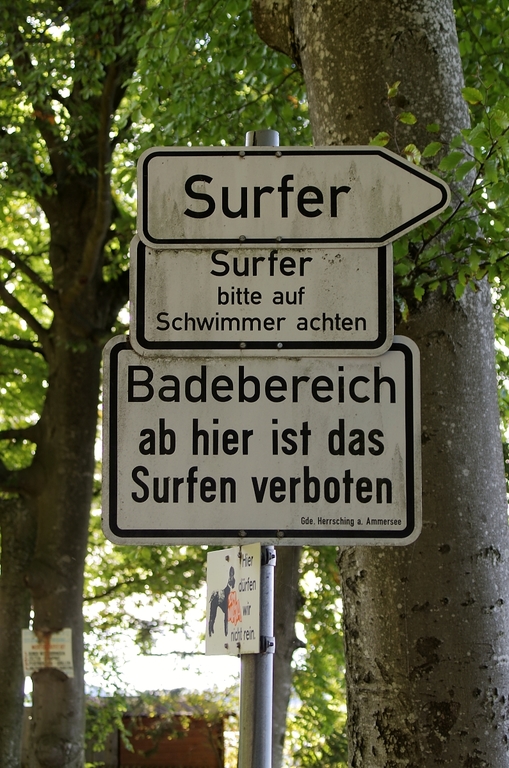 Surfer
Surfer
bitte auf
Schwimmer achten
Badebereich
ab hier ist das
Surfen verboten
Gde. Herrsching a. Ammersee
Hier
dürfen
wir
nicht rein.